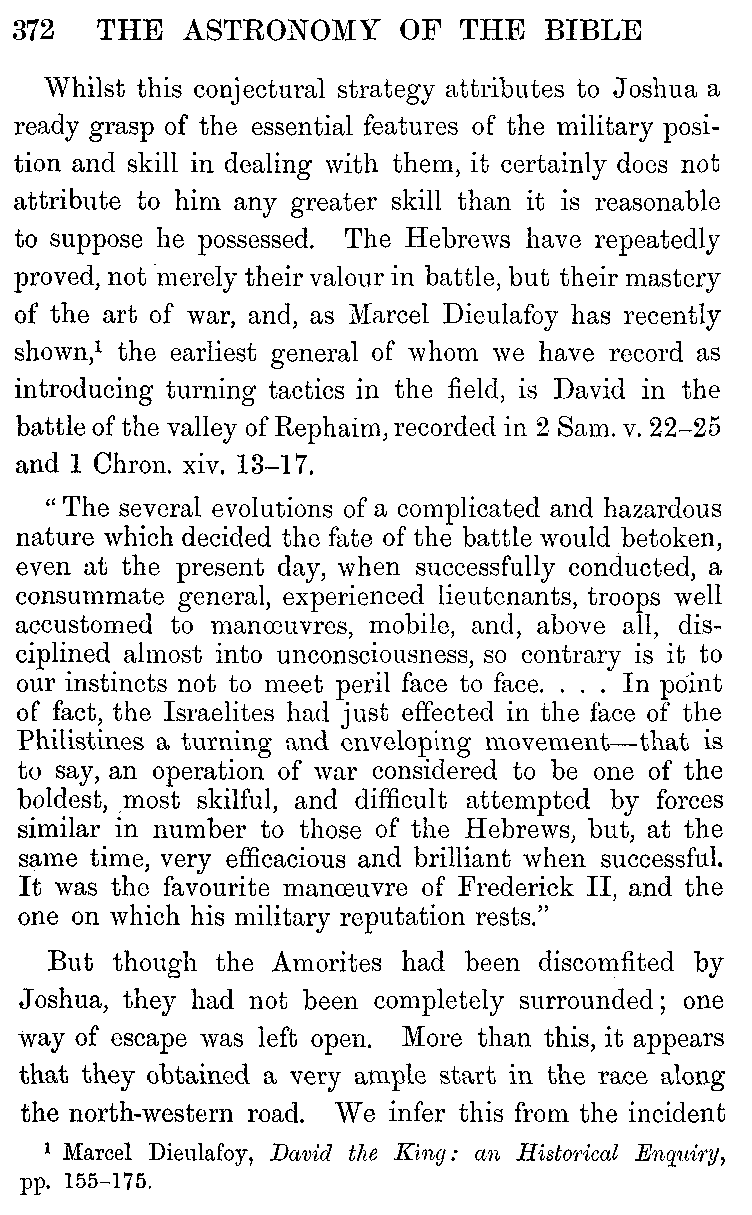 372 THE ASTRONOMY OF THE BIBLE
Whilst this conjectural strategy attributes to Joshua a
ready grasp of the essential features of the military posi-
tion and skill in dealing with them, it certainly does not
attribute to him any greater skill than it is reasonable
to suppose he possessed. The Hebrews have repeatedly
proved, not merely their valour in battle, but their mastery
of the art of war, and, as Marcel Dieulafoy has recently
shown,¹ the earliest general of whom we have record as
introducing turning tactics in the field, is David in the
battle of the valley of Rephaim, recorded in 2 Sam. v. 22–25
and 1 Chron. xiv. 13–17.
“The several evolutions of a complicated and hazardous
nature which decided the fate of the battle would betoken,
even at the present day, when successfully conducted, a
consummate general, experienced lieutenants, troops well
accustomed to manœuvres, mobile, and, above all, dis-
ciplined almost into unconsciousness, so contrary is it to
our instincts not to meet peril face to face. . . . In point
of fact, the Israelites had just effected in the face of the
Philistines a turning and enveloping movement—that is
to say, an operation of war considered to be one of the
boldest, most skilful, and difficult attempted by forces
similar in number to those of the Hebrews, but, at the
same time, very efficacious and brilliant when successful.
It was the favourite manœuvre of Frederick II, and the
one on which his military reputation rests.”
But though the Amorites had been discomfited by
Joshua, they had not been completely surrounded; one
way of escape was left open. More than this, it appears
that they obtained a very ample start in the race along
the north-western road. We infer this from the incident
¹ Marcel Dieulafoy, David the King: an Historical Enquiry,
pp. 155–175.